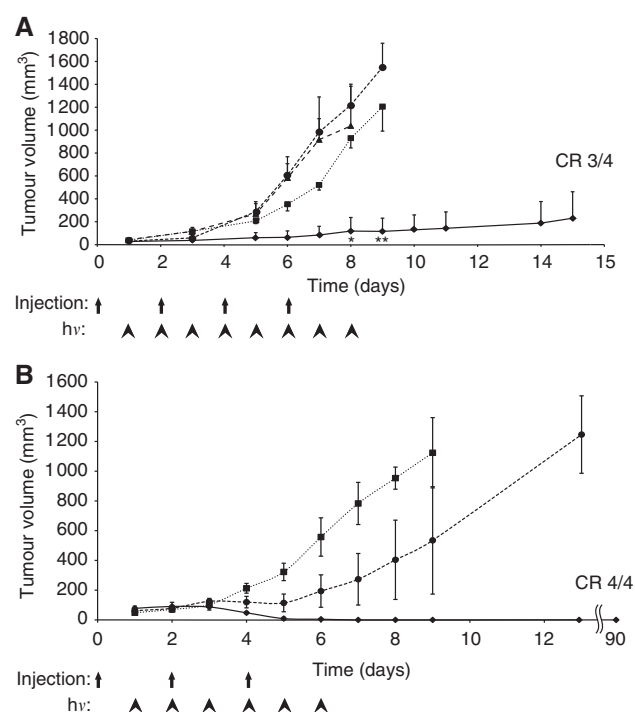 A
1800
1600
1400
1200
1000
800
600
400
200
0
Tumour volume (mm3)
CR 3/4
* **
0 2 4 6 8 10 12 14 15
Time (days)
Injection:
hν:
B
1600
1400
1200
1000
800
600
400
200
0
Tumour volume (mm3)
CR 4/4
0 2 4 6 8 10 12 90
Time (days)
Injection:
hν: